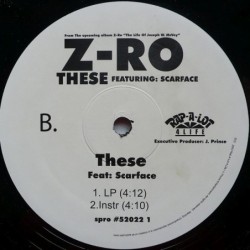 From The upcoming album Z-Ro "The Life Of Joseph W. McVey"
Z-RO
THESE FEATURING: SCARFACE
B.
RAP-A-LOT
4 LIFE
Executive Producer: J. Prince
These
Feat: Scarface
1. LP (4:12)
2.Instr (4:10)
spro #52022 1